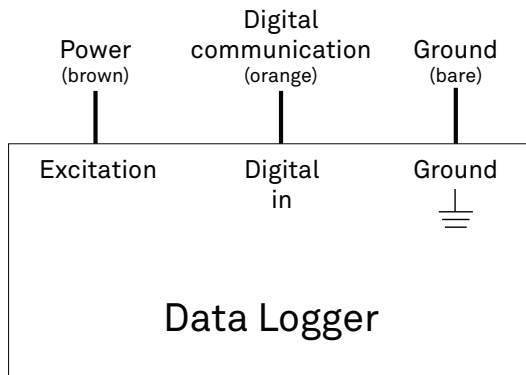 Digital
Power communication Ground
(brown) (orange) (bare)
Excitation Digital Ground
in
Data Logger